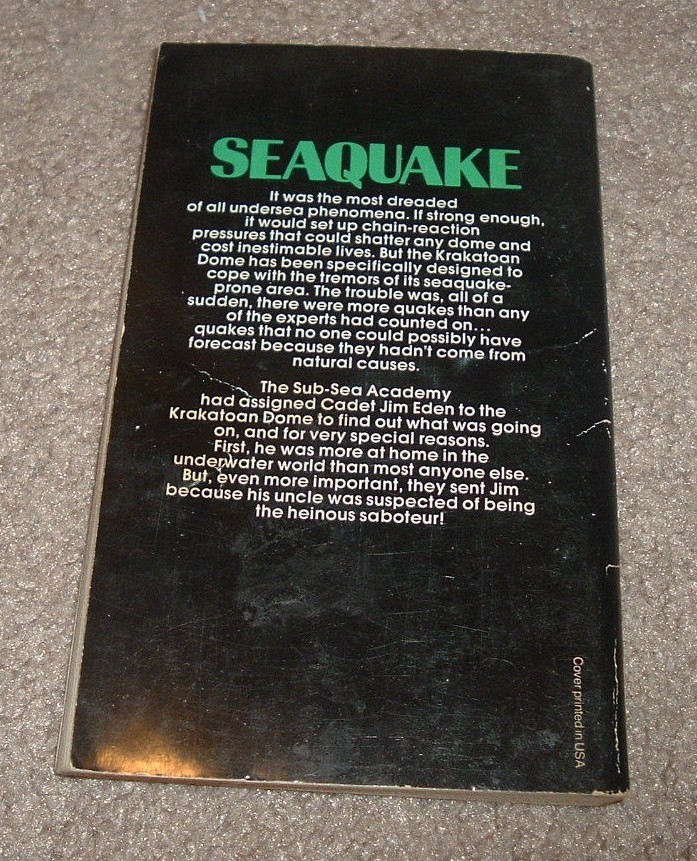 SEAQUAKE
It was the most dreaded
of all undersea phenomena. If strong enough,
it would set up chain-reaction
pressures that could shatter any dome and
cost inestimable lives. But the Krakatoan
Dome has been specifically designed to
cope with the tremors of its seaquake-
prone area. The trouble was, all of a
sudden, there were more quakes than any
of the experts had counted on...
quakes that no one could possibly have
forecast because they hadn't come from
natural causes.
The Sub-Sea Academy
had assigned Cadet Jim Eden to the
Krakatoan Dome to find out what was going
on, and for very special reasons.
First, he was more at home in the
underwater world than most anyone else.
But, even more important, they sent Jim
because his uncle was suspected of being
the heinous saboteur!
Cover printed in USA